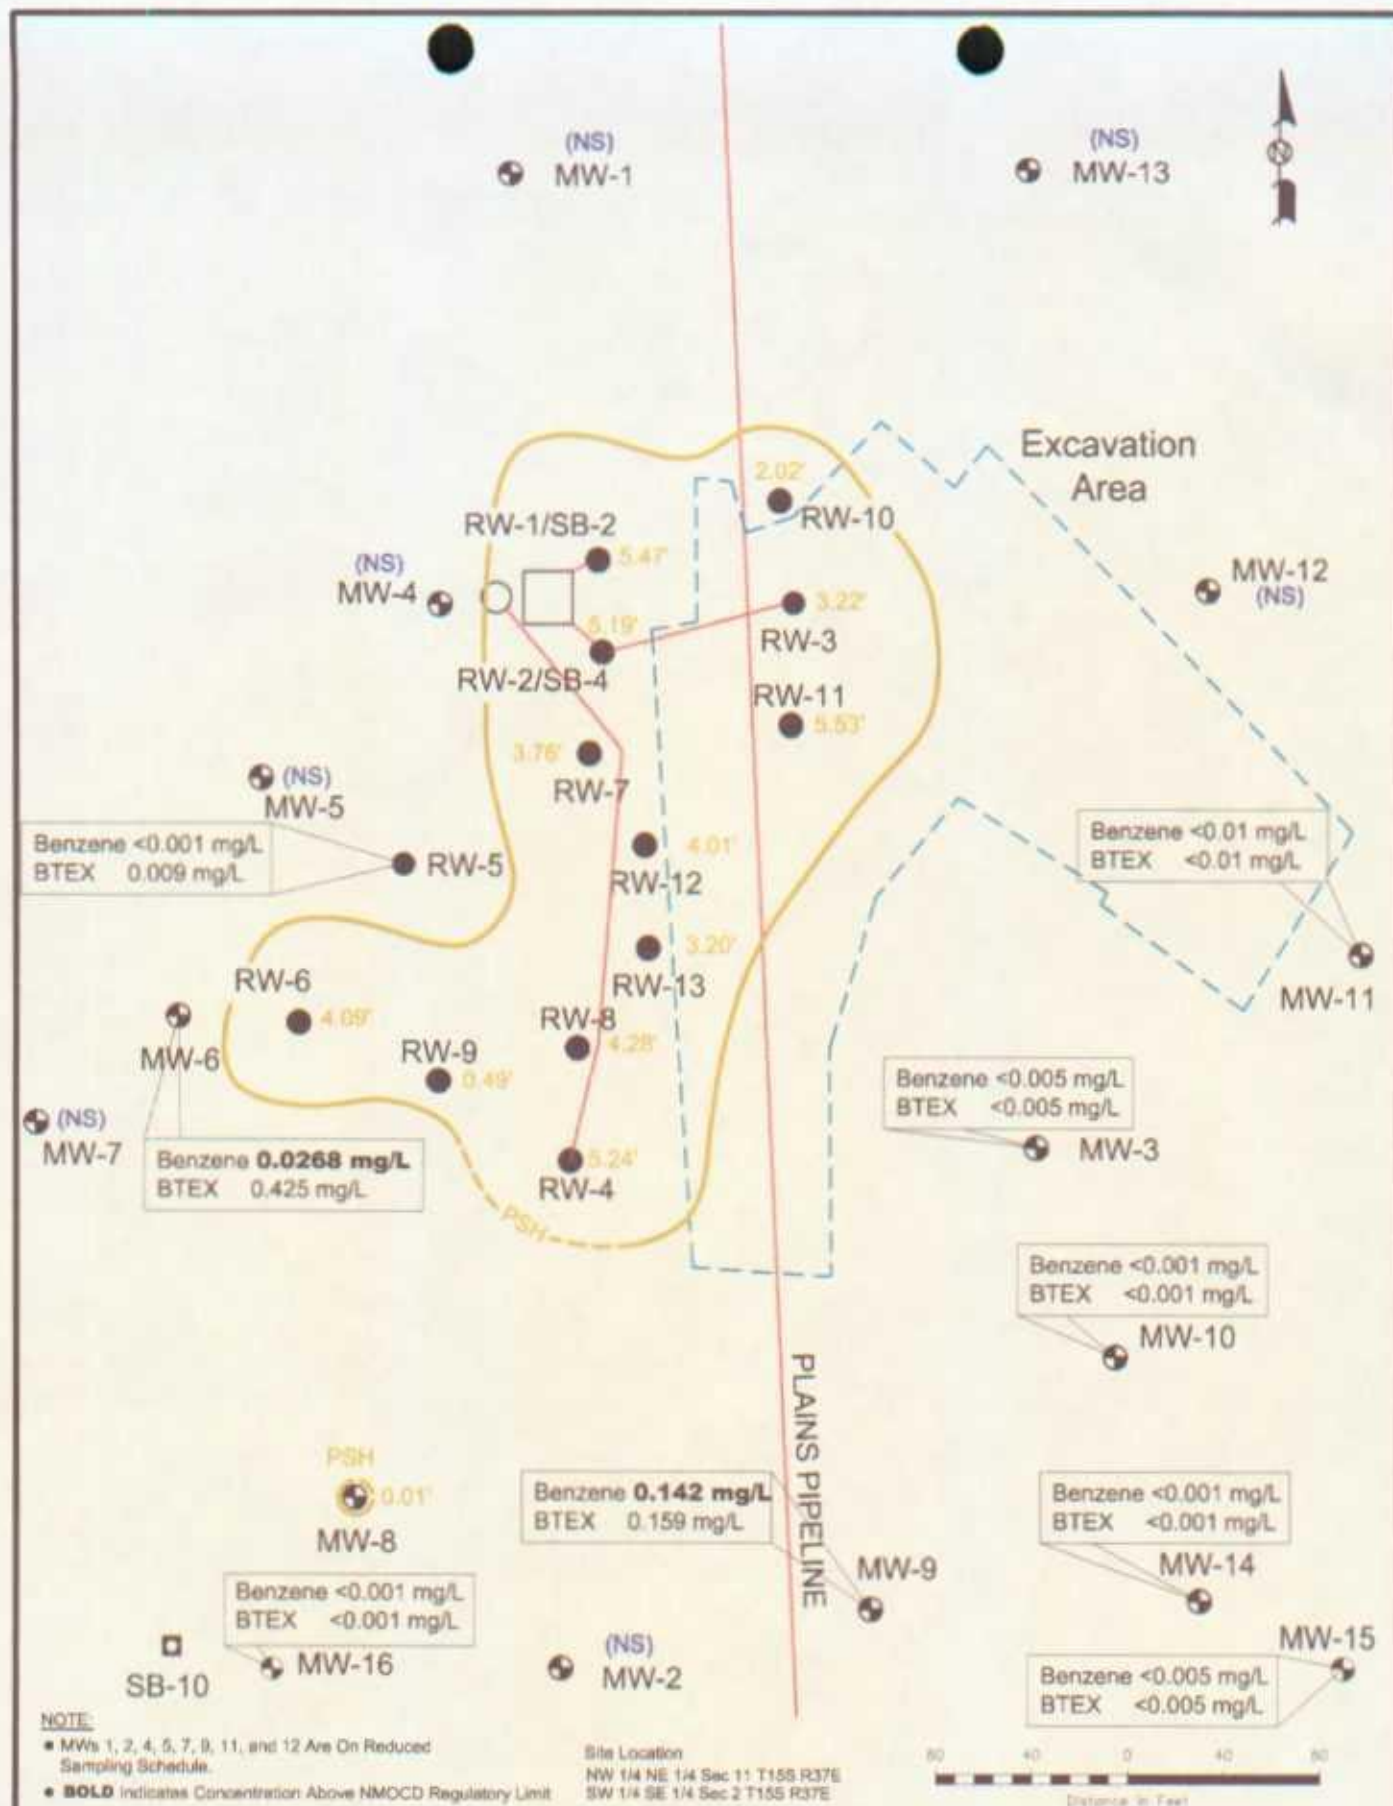 (NS)
MW-1
(NS)
MW-13
N
Excavation
Area
2.02'
RW-10
RW-1/SB-2
5.47'
(NS)
MW-4
MW-12
(NS)
5.19'
3.22'
RW-3
RW-2/SB-4
RW-11
5.53'
3.76'
RW-7
(NS)
MW-5
Benzene <0.001 mg/L
BTEX 0.009 mg/L
RW-5
4.01'
RW-12
Benzene <0.01 mg/L
BTEX <0.01 mg/L
3.20'
RW-13
RW-6
4.09'
MW-11
RW-8
4.28'
MW-6
RW-9
0.49'
Benzene <0.005 mg/L
BTEX <0.005 mg/L
(NS)
MW-7
MW-3
Benzene 0.0268 mg/L
BTEX 0.425 mg/L
5.24'
RW-4
PSH
Benzene <0.001 mg/L
BTEX <0.001 mg/L
MW-10
PLAINS PIPELINE
PSH
0.01'
MW-8
Benzene 0.142 mg/L
BTEX 0.159 mg/L
Benzene <0.001 mg/L
BTEX <0.001 mg/L
MW-9
MW-14
Benzene <0.001 mg/L
BTEX <0.001 mg/L
MW-16
SB-10
(NS)
MW-2
MW-15
Benzene <0.005 mg/L
BTEX <0.005 mg/L
NOTE:
• MWs 1, 2, 4, 5, 7, 9, 11, and 12 Are On Reduced
Sampling Schedule.
• BOLD Indicates Concentration Above NMOCD Regulatory Limit
Site Location
NW 1/4 NE 1/4 Sec 11 T15S R37E
SW 1/4 SE 1/4 Sec 2 T15S R37E
40 0 40 80
Distance in Feet